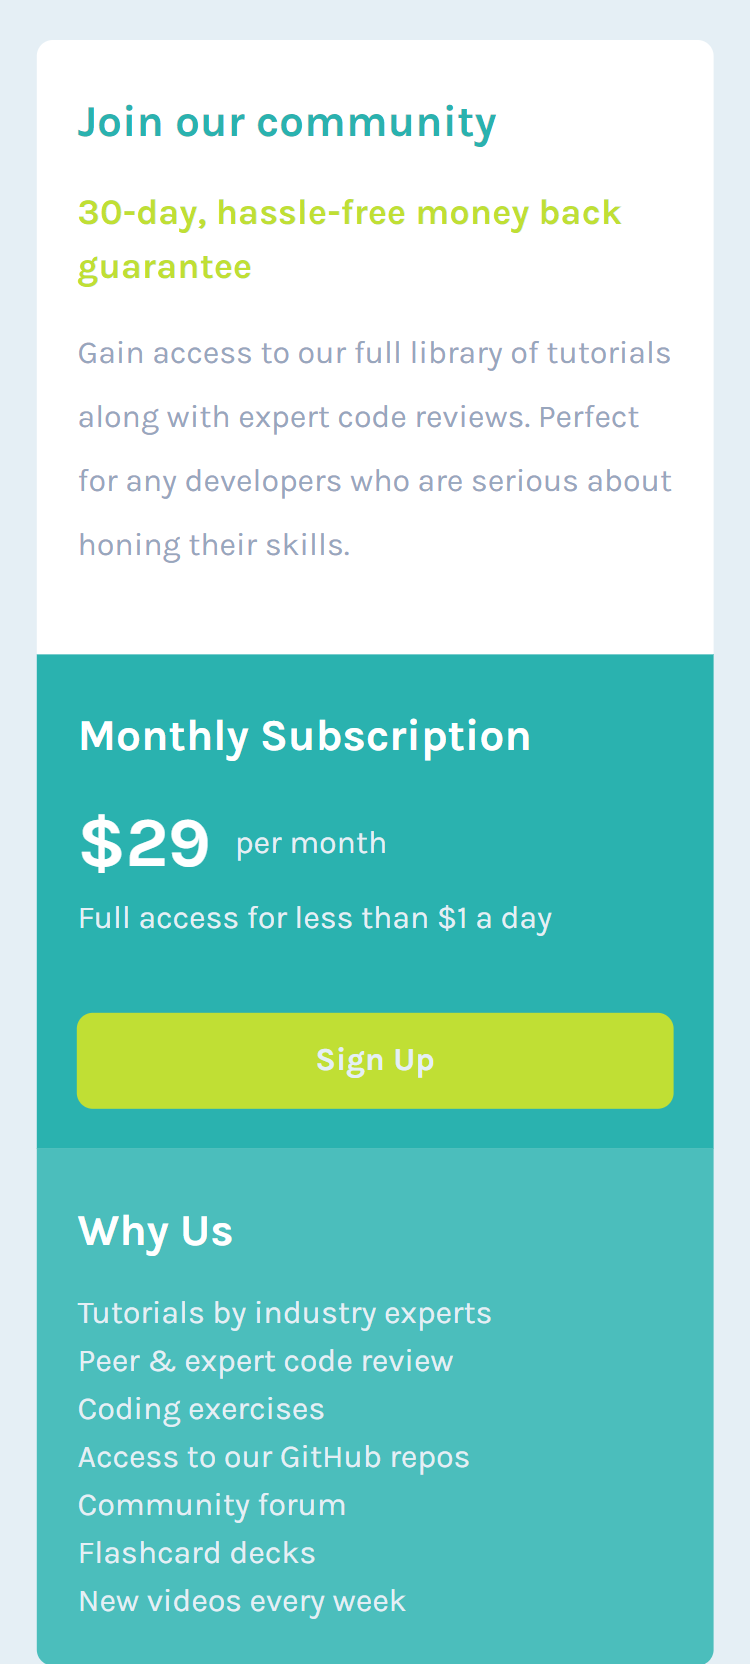 Join our community
30-day, hassle-free money back
guarantee
Gain access to our full library of tutorials
along with expert code reviews. Perfect
for any developers who are serious about
honing their skills.
Monthly Subscription
$29 per month
Full access for less than $1 a day
Sign Up
Why Us
Tutorials by industry experts
Peer & expert code review
Coding exercises
Access to our GitHub repos
Community forum
Flashcard decks
New videos every week